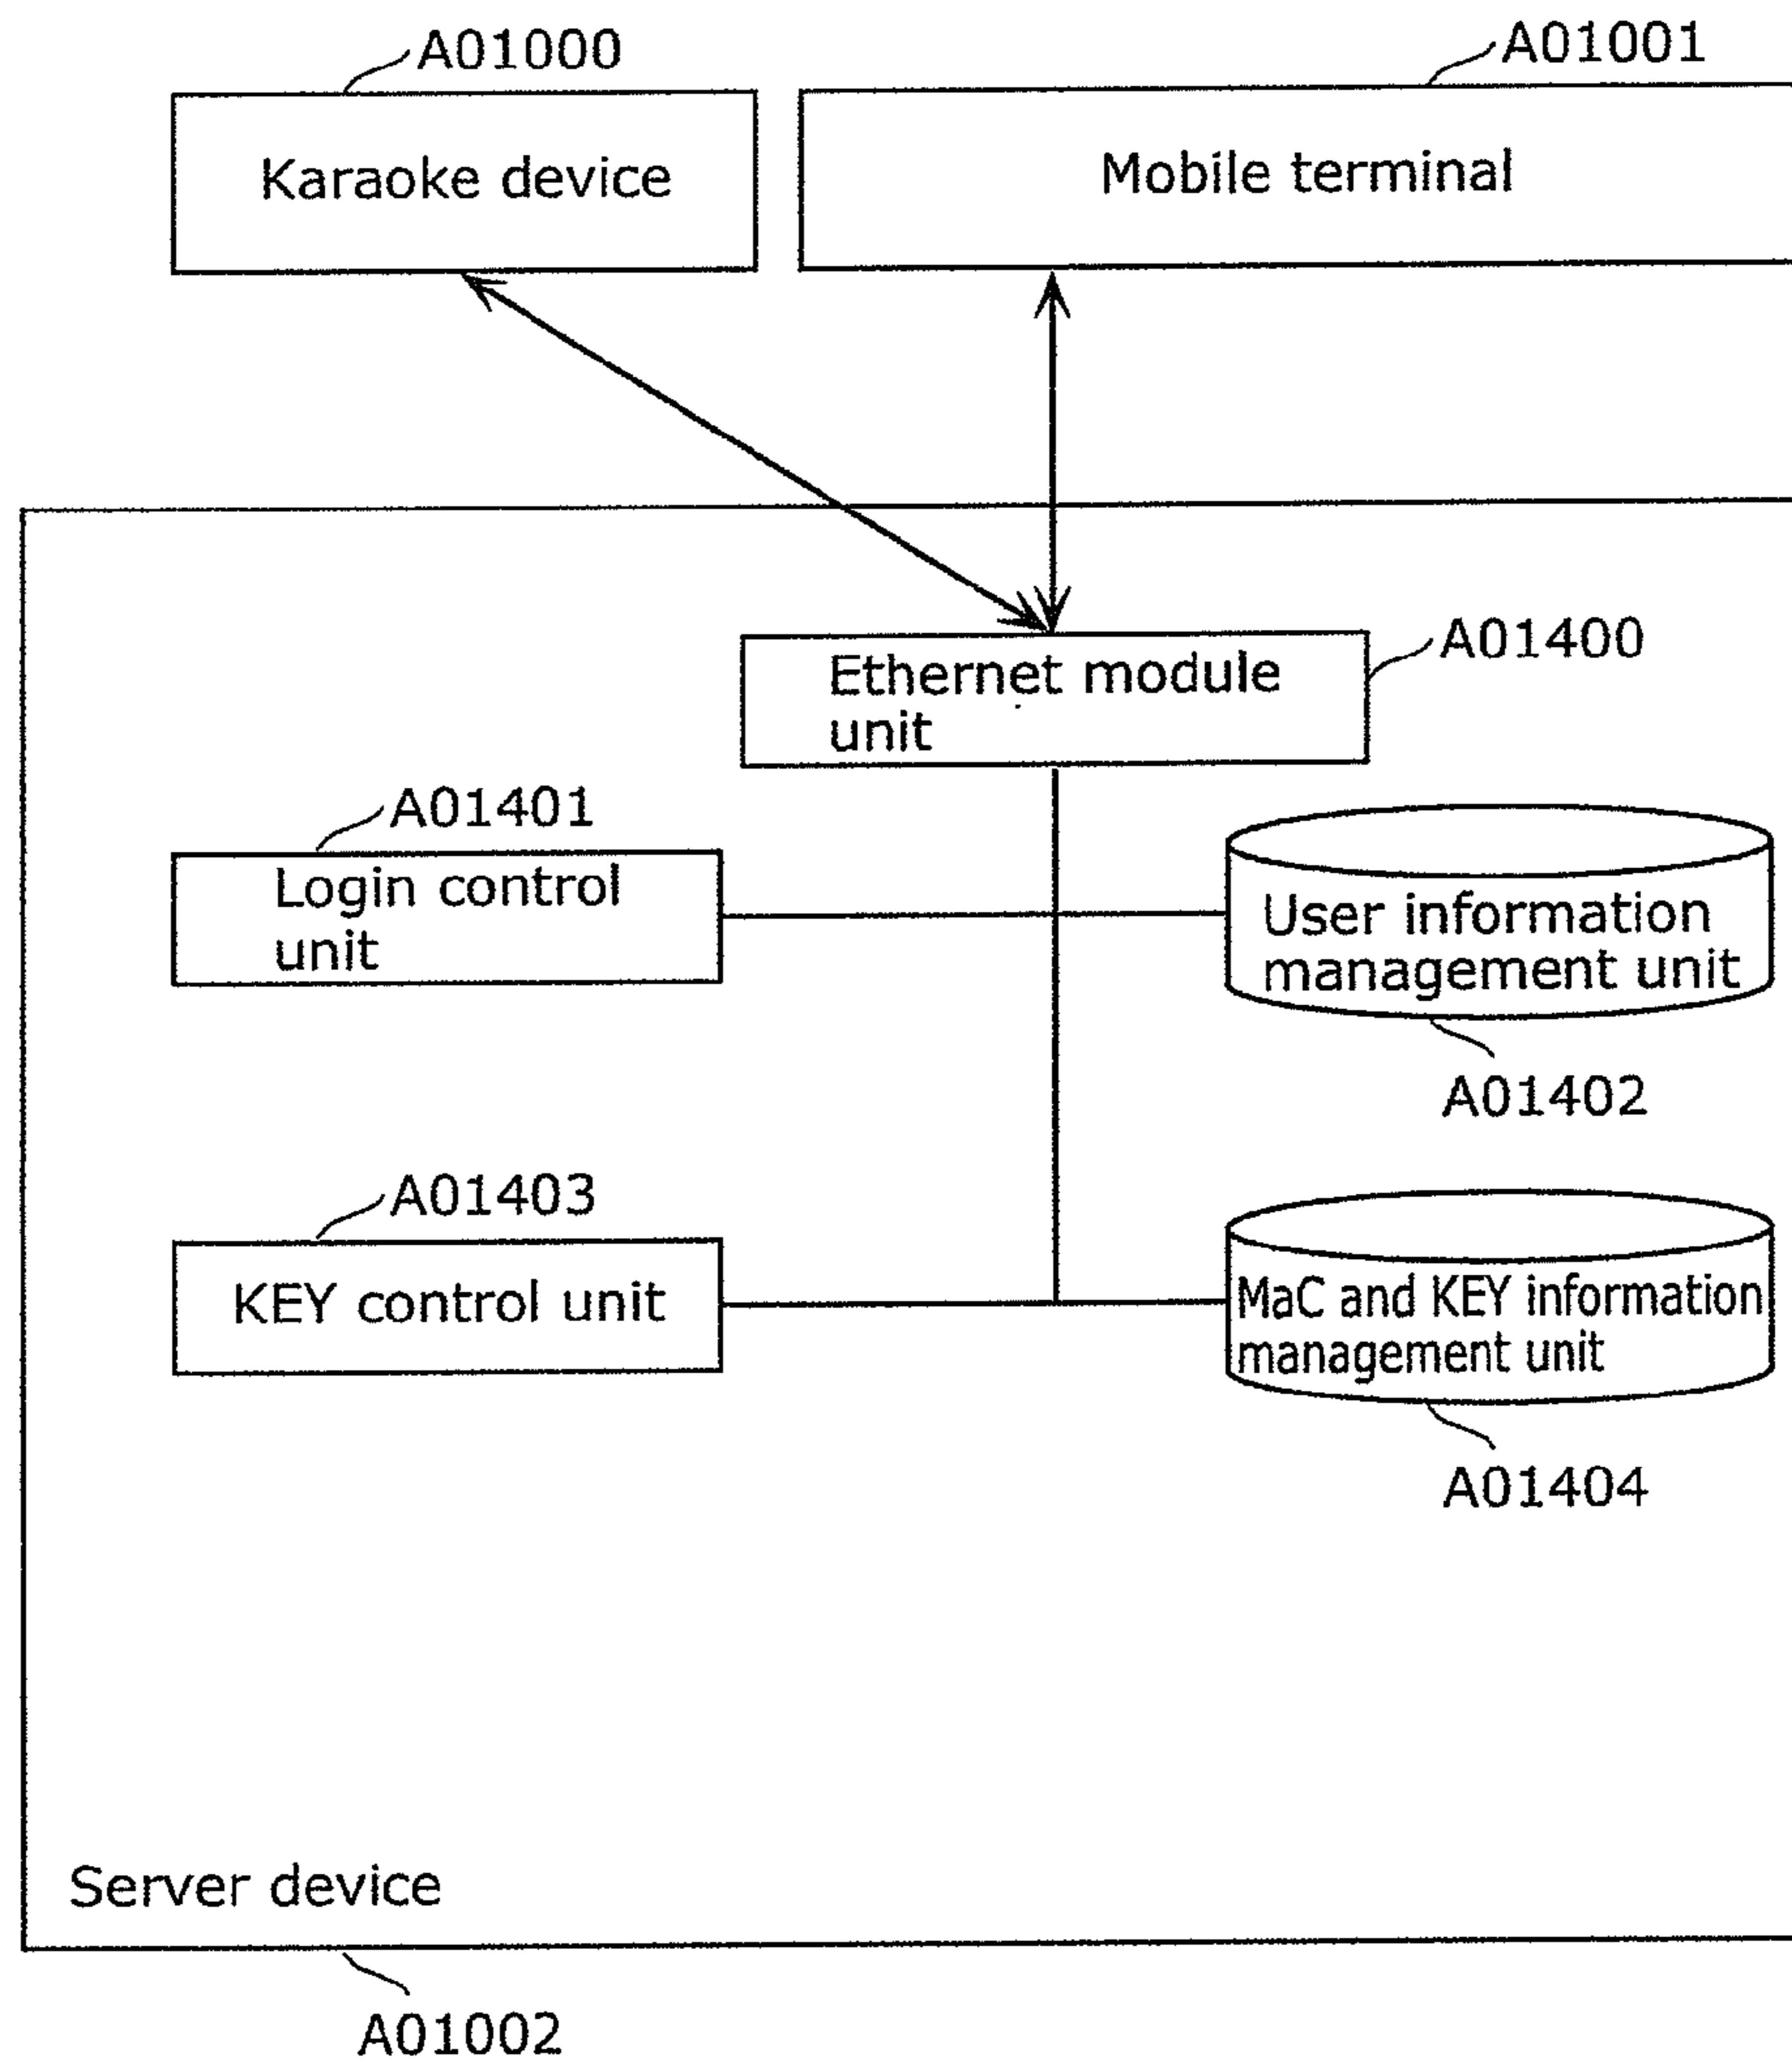 A01000
A01001
Karaoke device
Mobile terminal
Ethernet module
unit
A01400
A01401
Login control
unit
User information
management unit
A01402
A01403
KEY control unit
MaC and KEY information
management unit
A01404
Server device
A01002